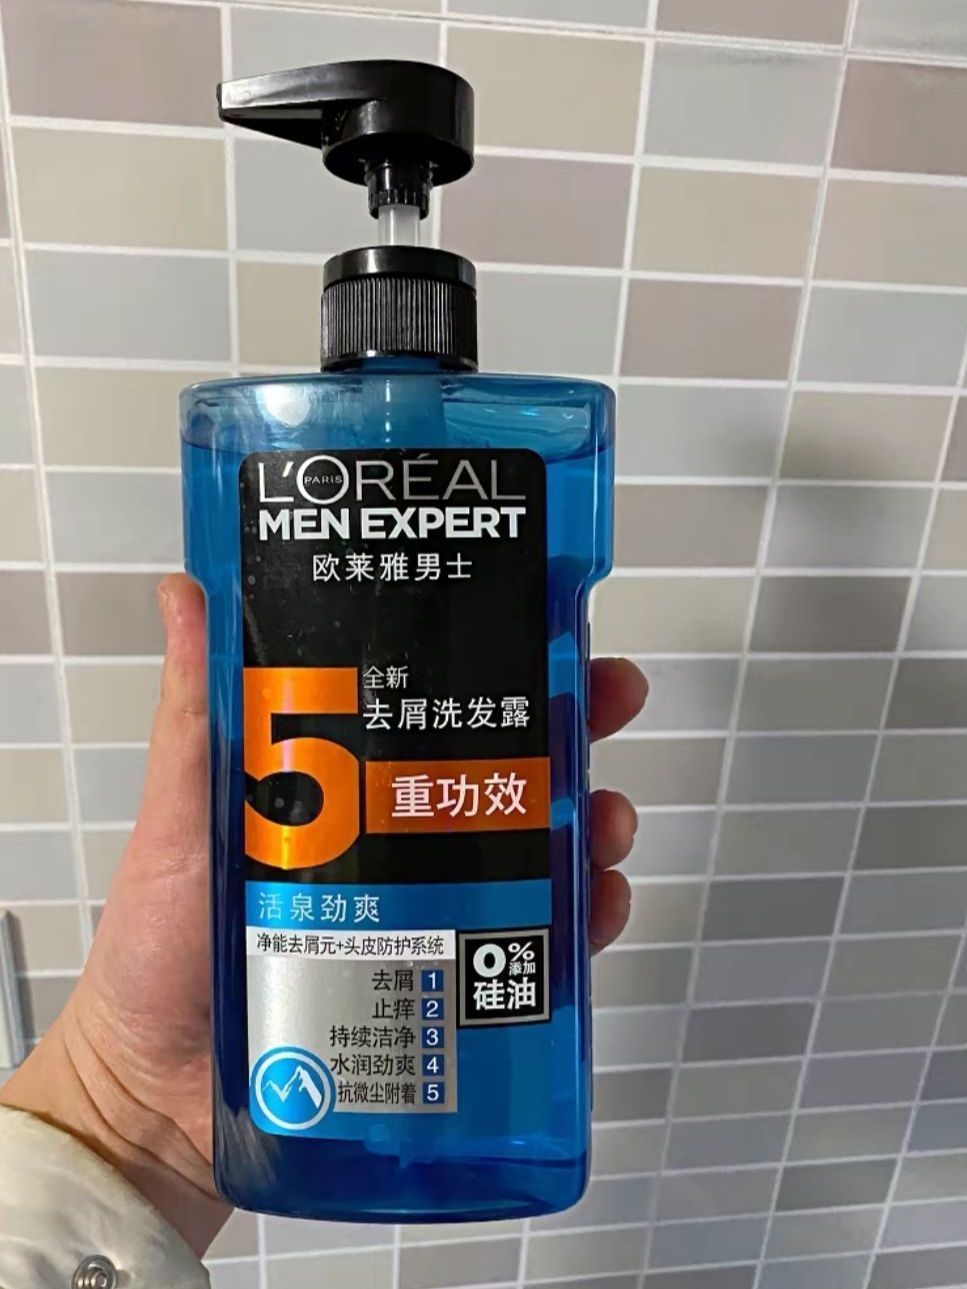 L'ORÉAL
PARIS
MEN EXPERT
欧莱雅男士
全新
去屑洗发露
5
重功效
活泉劲爽
净能去屑元+头皮防护系统
去屑 1
止痒 2
持续洁净 3
水润劲爽 4
抗微尘附着 5
0%
添加
硅油